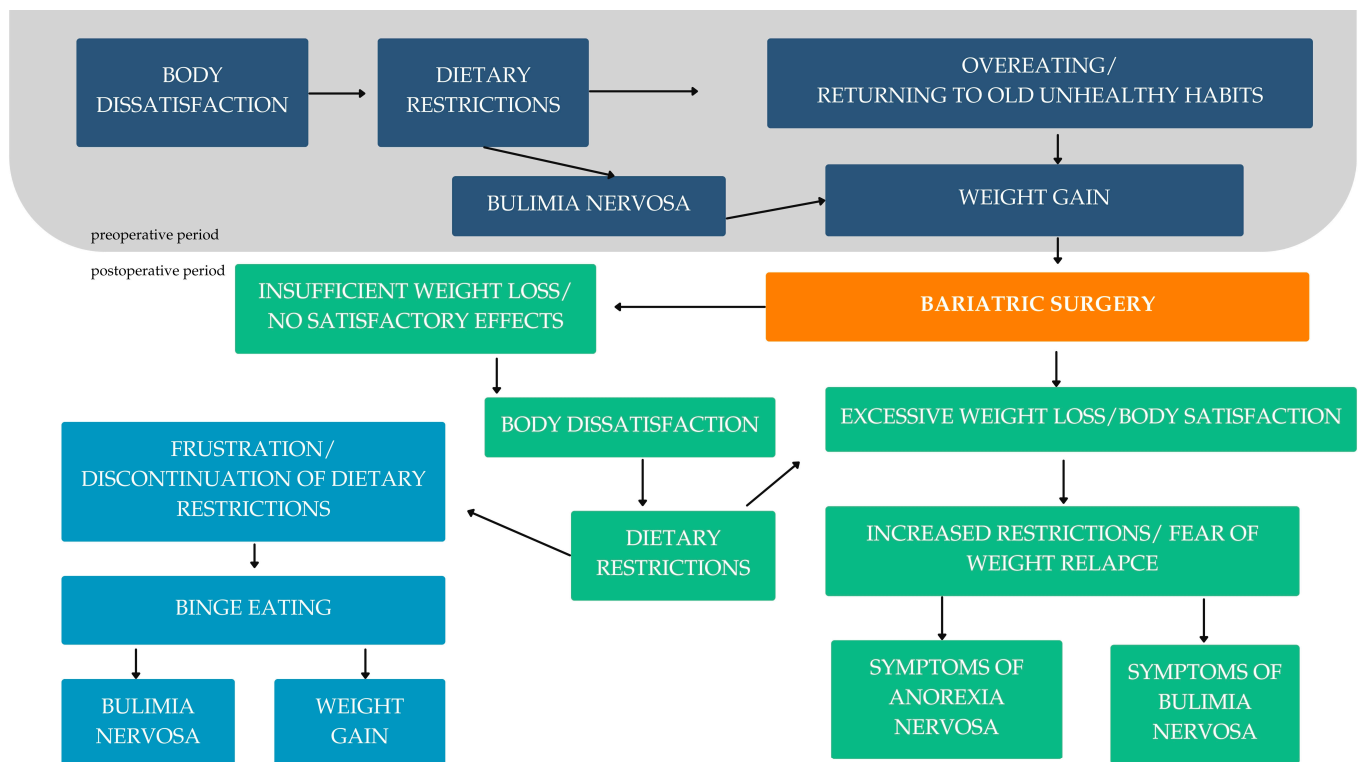 BODY
DISSATISFACTION
DIETARY
RESTRICTIONS
OVEREATING/
RETURNING TO OLD UNHEALTHY HABITS
BULIMIA NERVOSA
WEIGHT GAIN
preoperative period
postoperative period
INSUFFICIENT WEIGHT LOSS/
NO SATISFACTORY EFFECTS
BARIATRIC SURGERY
BODY DISSATISFACTION
EXCESSIVE WEIGHT LOSS/BODY SATISFACTION
FRUSTRATION/
DISCONTINUATION OF DIETARY
RESTRICTIONS
DIETARY
RESTRICTIONS
INCREASED RESTRICTIONS/ FEAR OF
WEIGHT RELAPCE
BINGE EATING
BULIMIA
NERVOSA
WEIGHT
GAIN
SYMPTOMS OF
ANOREXIA
NERVOSA
SYMPTOMS OF
BULIMIA
NERVOSA